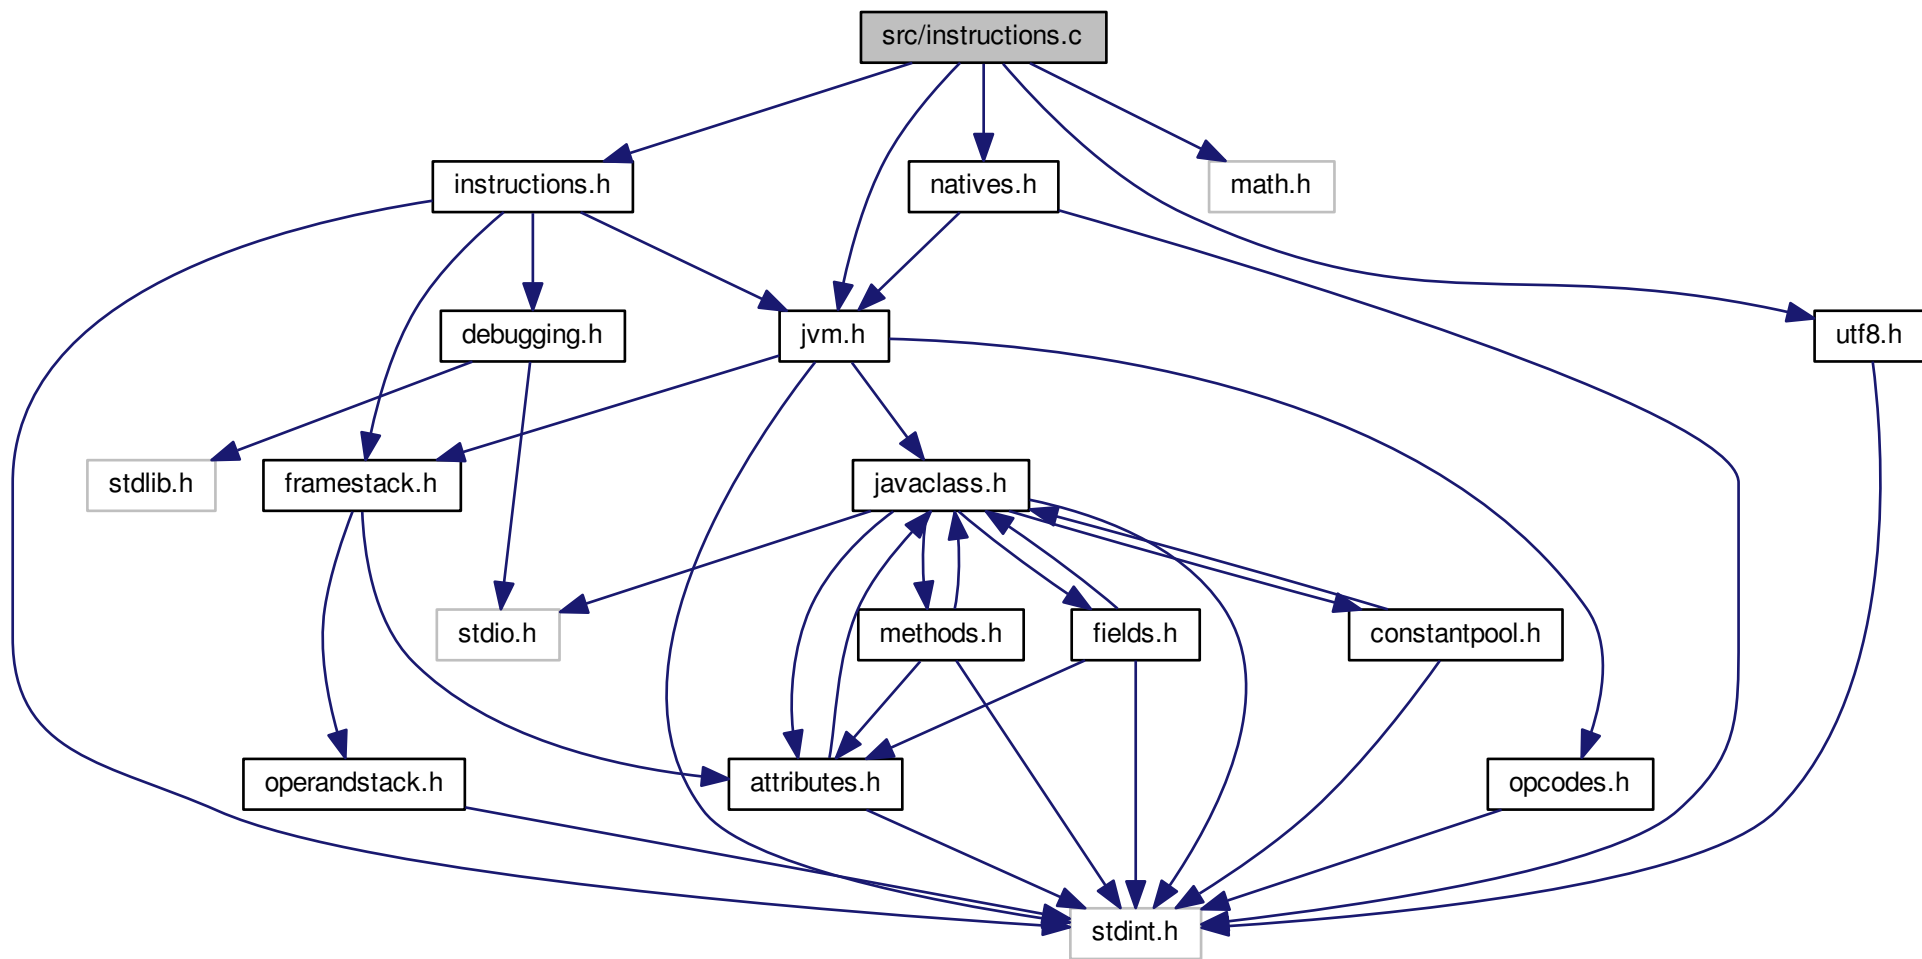 src/instructions.c
instructions.h
natives.h
math.h
debugging.h
jvm.h
utf8.h
stdlib.h
framestack.h
javaclass.h
stdio.h
methods.h
fields.h
constantpool.h
operandstack.h
attributes.h
opcodes.h
stdint.h